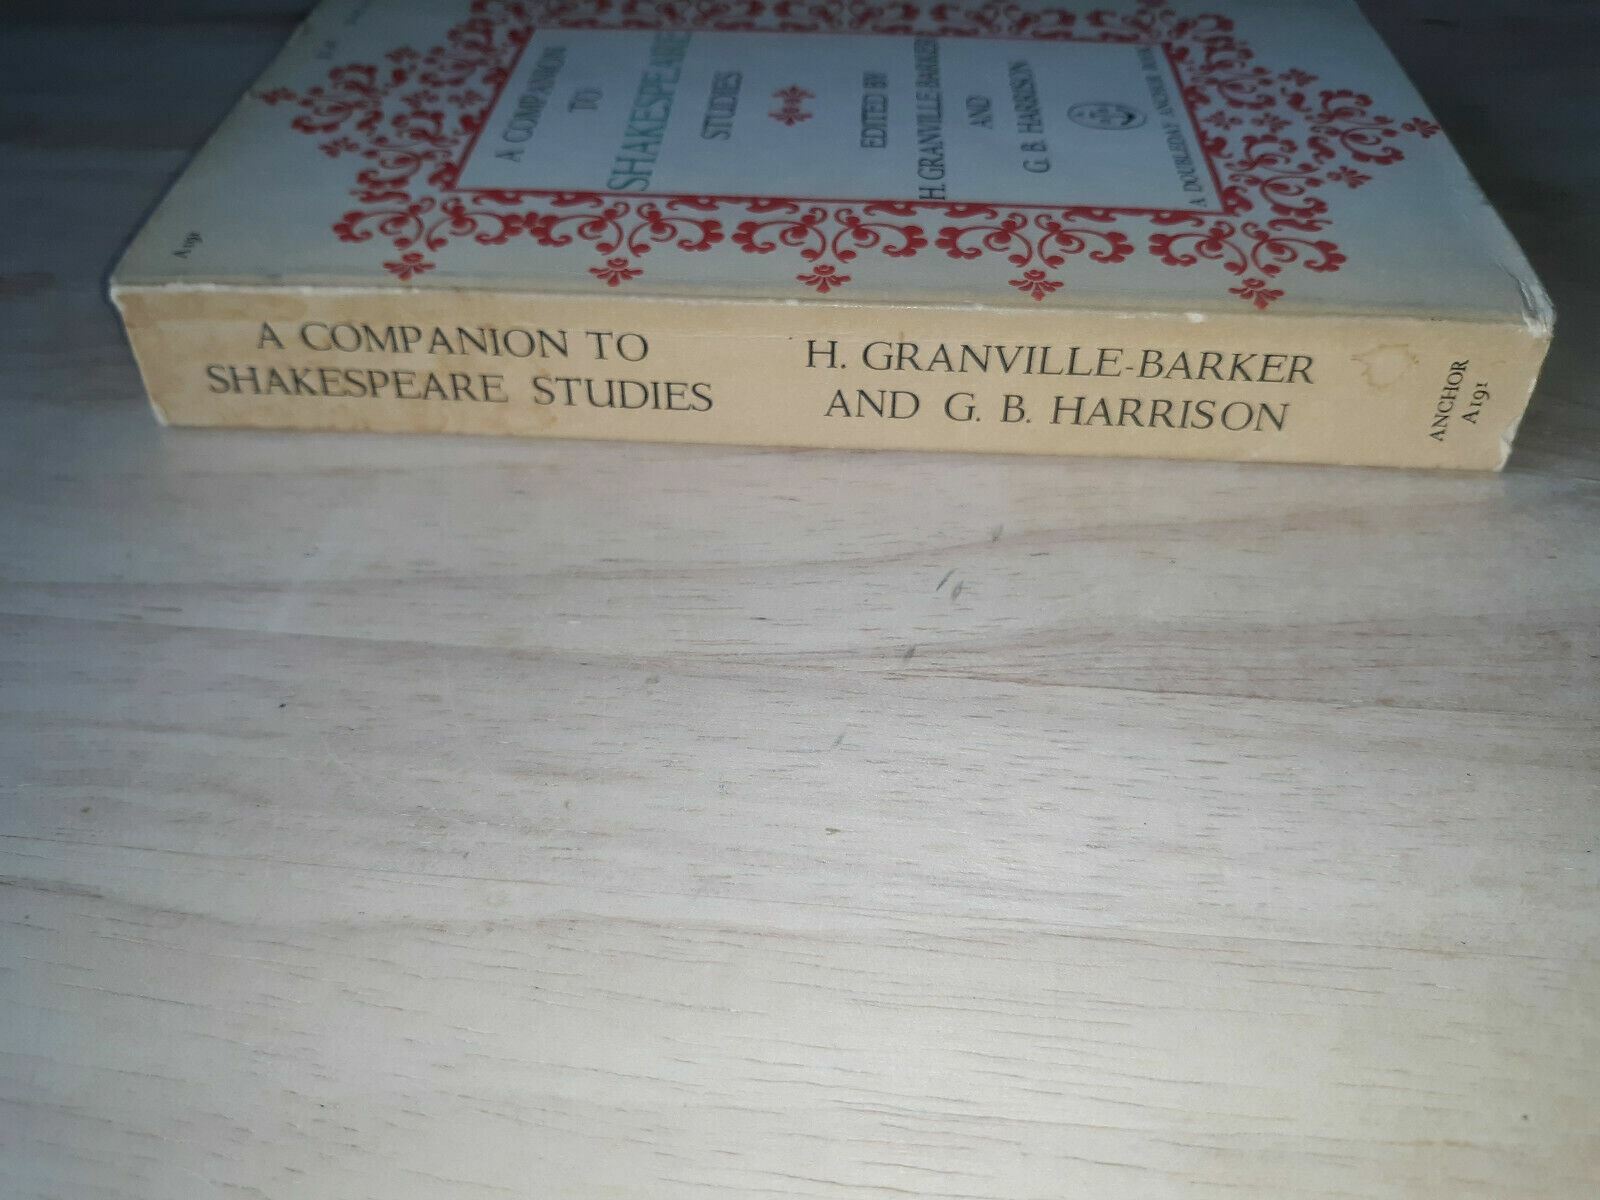 A COMPANION
TO
SHAKESPEARE
STUDIES
EDITED BY
H. GRANVILLE-BARKER
AND
G. B. HARRISON
A DOUBLEDAY ANCHOR BOOK
A191
A COMPANION TO
SHAKESPEARE STUDIES
H. GRANVILLE-BARKER
AND G. B. HARRISON
ANCHOR
A191